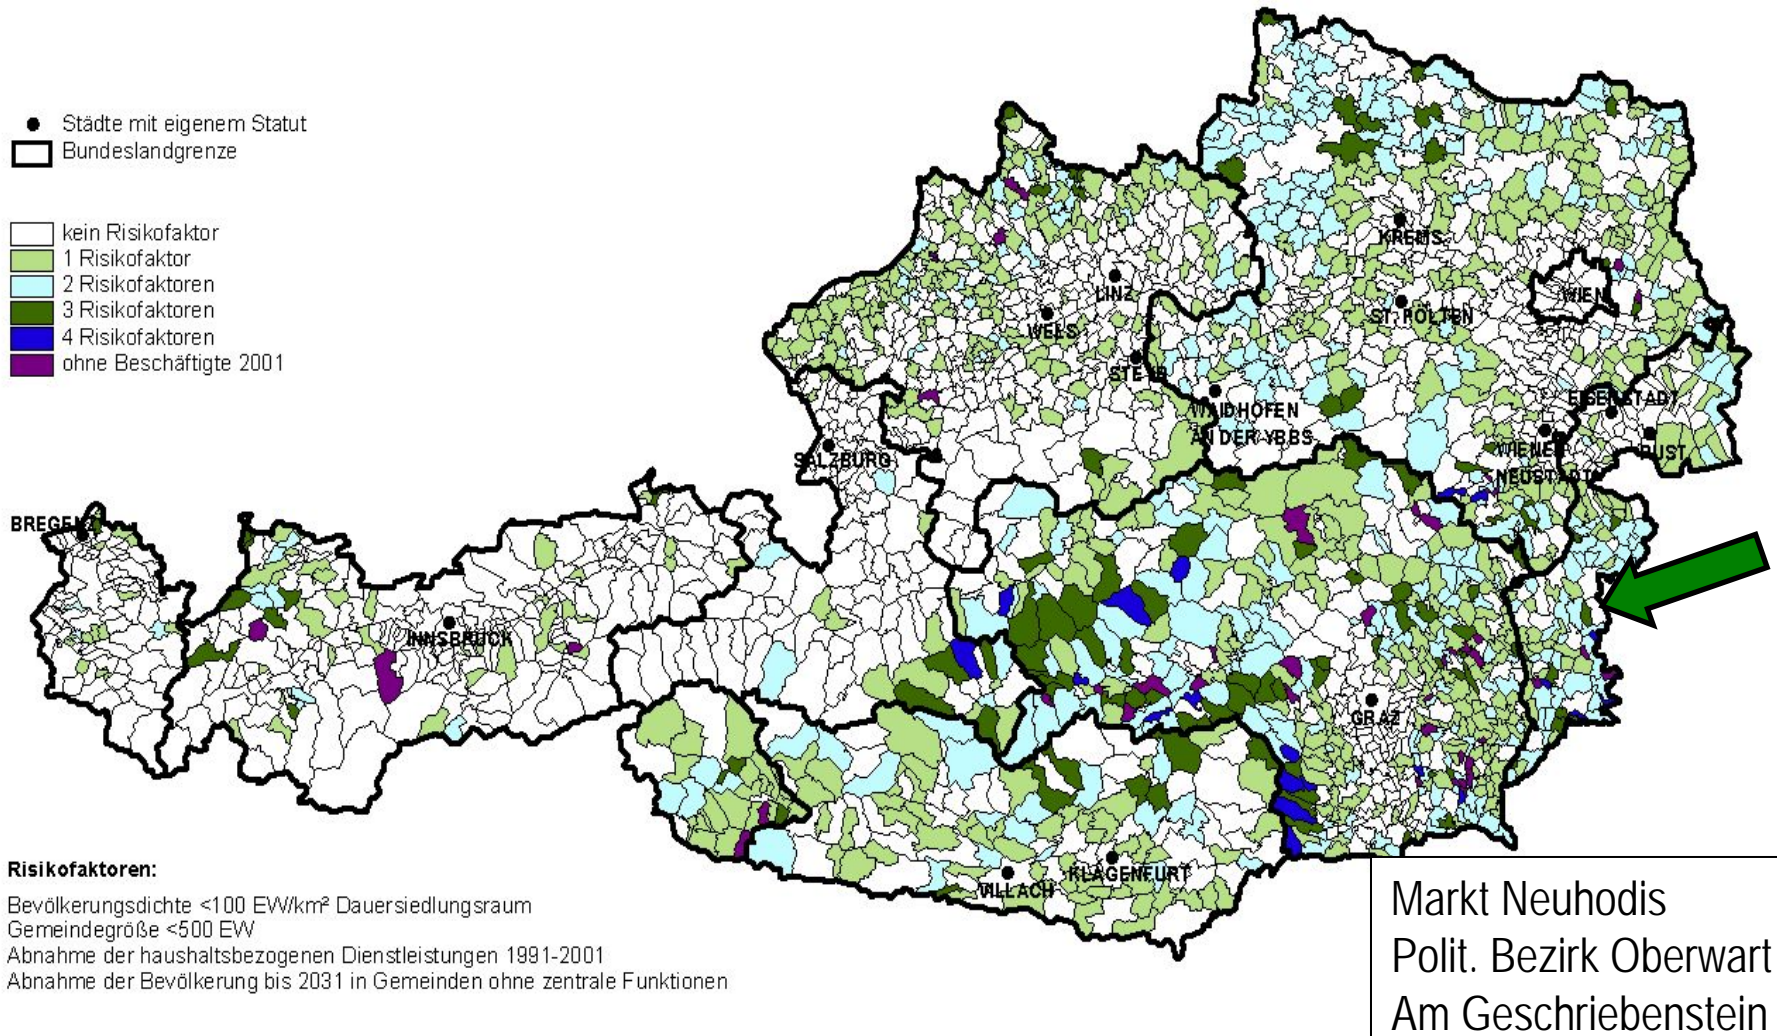 Städte mit eigenem Statut
Bundeslandgrenze
kein Risikofaktor
1 Risikofaktor
2 Risikofaktoren
3 Risikofaktoren
4 Risikofaktoren
ohne Beschäftigte 2001
KREMS
LINZ
WIEN
ST. PÖLTEN
WELS
STEYR
WAIDHOFEN
AN DER YBBS
EISENSTADT
WIENER
NEUSTADT
RUST
SALZBURG
BREGENZ
INNSBRUCK
GRAZ
KLAGENFURT
VILLACH
Risikofaktoren:
Bevölkerungsdichte <100 EW/km² Dauersiedlungsraum
Gemeindegröße <500 EW
Abnahme der haushaltsbezogenen Dienstleistungen 1991-2001
Abnahme der Bevölkerung bis 2031 in Gemeinden ohne zentrale Funktionen
Markt Neuhodis
Polit. Bezirk Oberwart
Am Geschriebenstein